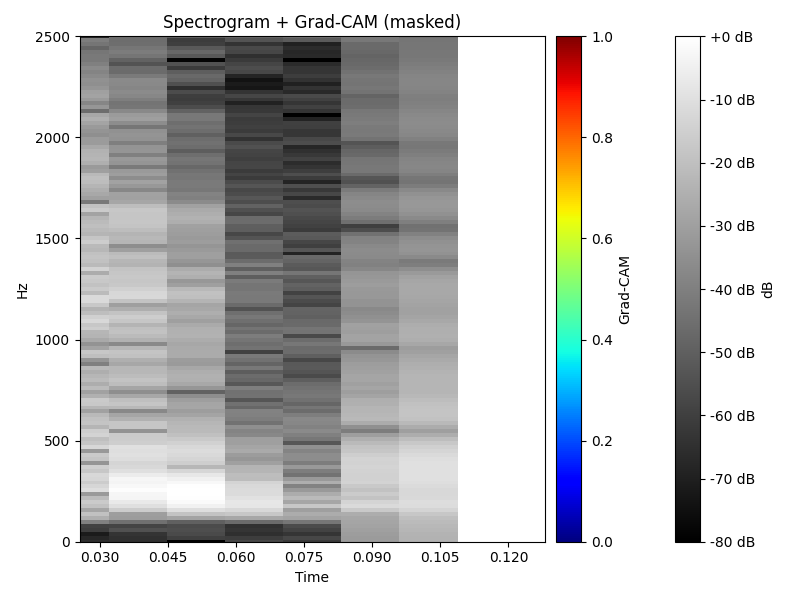 Spectrogram + Grad-CAM (masked)
2500
2000
1500
1000
500
0
Hz
0.030
0.045
0.060
0.075
0.090
0.105
0.120
Time
1.0
0.8
0.6
0.4
0.2
0.0
Grad-CAM
+0 dB
-10 dB
-20 dB
-30 dB
-40 dB
-50 dB
-60 dB
-70 dB
-80 dB
dB